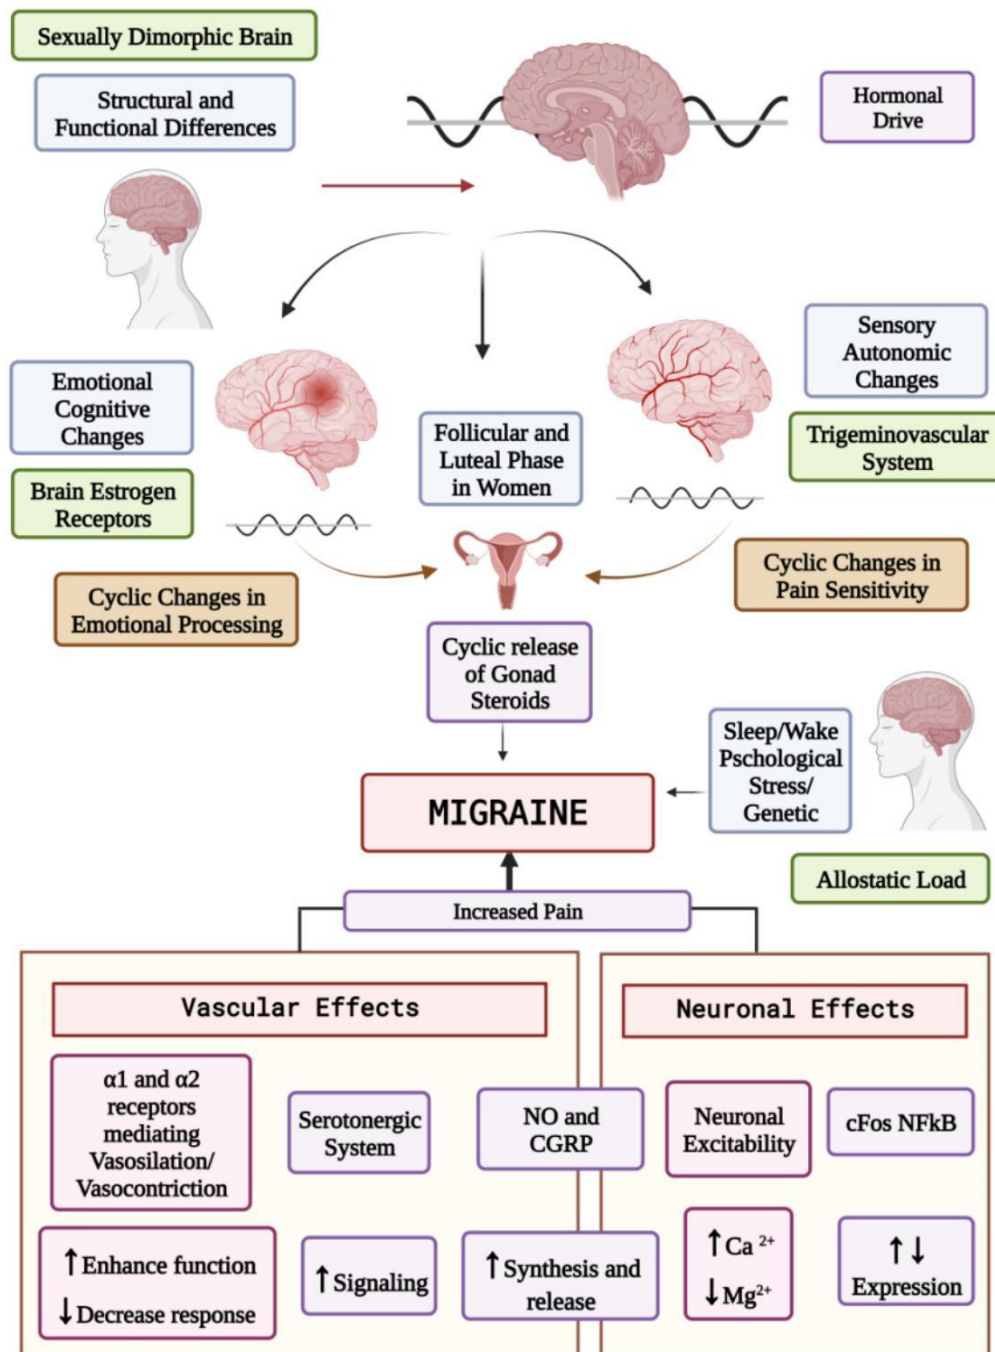 Sexually Dimorphic Brain
Structural and
Functional Differences
Hormonal
Drive
Emotional
Cognitive
Changes
Brain Estrogen
Receptors
Follicular and
Luteal Phase
in Women
Sensory
Autonomic
Changes
Trigeminovascular
System
Cyclic Changes in
Emotional Processing
Cyclic Changes in
Pain Sensitivity
Cyclic release
of Gonad
Steroids
Sleep/Wake
Pschological
Stress/
Genetic
MIGRAINE
Allostatic Load
Increased Pain
Vascular Effects
α1 and α2
receptors
mediating
Vasosilation/
Vasocontriction
Serotonergic
System
NO and
CGRP
↑Enhance function
↓Decrease response
↑Signaling
↑Synthesis and
release
Neuronal Effects
Neuronal
Excitability
cFos NFkB
↑Ca ²⁺
↓Mg²⁺
↑↓
Expression